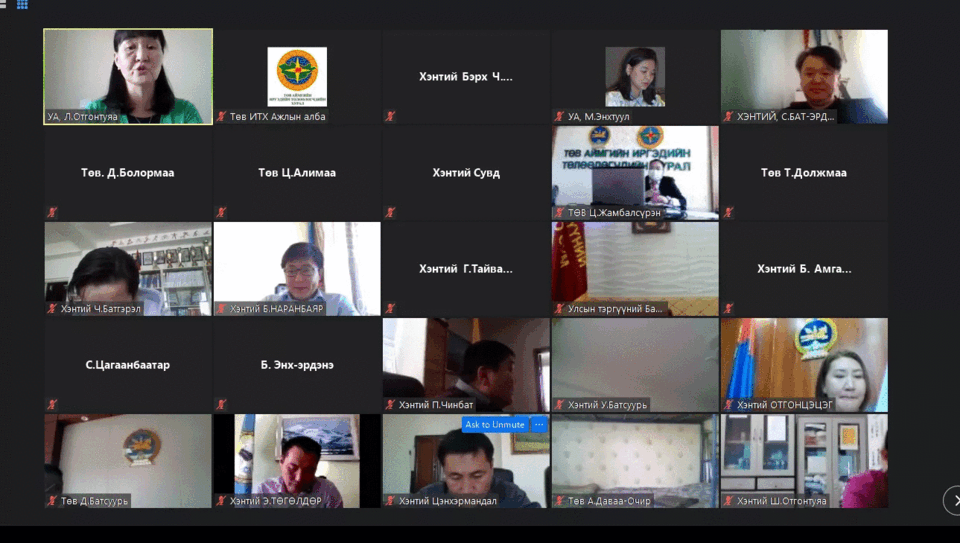 УА, Л.Отгонтуяа
Төв ИТХ Ажлын алба
Хэнтий Бэрх Ч....
УА, М.Энхтуул
ХЭНТИЙ, С.БАТ-ЭРД...
Төв. Д.Болормаа
Төв Ц.Алимаа
Хэнтий Сувд
ТӨВ АЙМГИЙН ИРГЭДИЙН
ТӨЛӨӨЛӨГЧДИЙН ХУРАЛ
ТӨВ Ц.Жамбалсүрэн
Төв Т.Должмаа
Хэнтий Ч.Батгэрэл
Хэнтий Б.НАРАНБАЯР
Хэнтий Г.Тайва...
Улсын тэргүүний Ба...
Хэнтий Б. Амга...
С.Цагаанбаатар
Б. Энх-эрдэнэ
Хэнтий П.Чинбат
Хэнтий У.Батсуурь
Хэнтий ОТГОНЦЭЦЭГ
Төв Д.Батсуурь
Хэнтий Э.ТӨГӨЛДӨР
Ask to Unmute ...
Хэнтий Цэнхэрмандал
Төв А.Даваа-Очир
Хэнтий Ш.Отгонтуяа